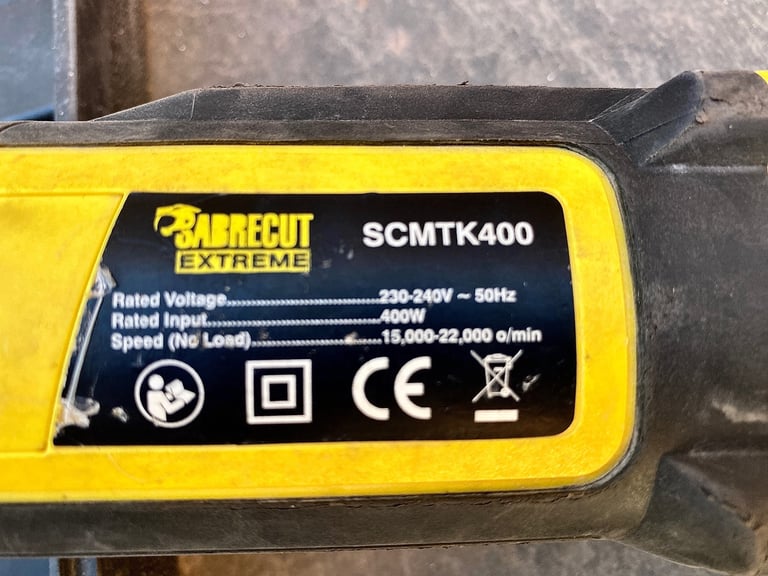 SABRECUT
EXTREME
SCMTK400
Rated Voltage..............................230-240V ~ 50Hz
Rated Input..................................400W
Speed (No Load).........................15,000-22,000 o/min
CE